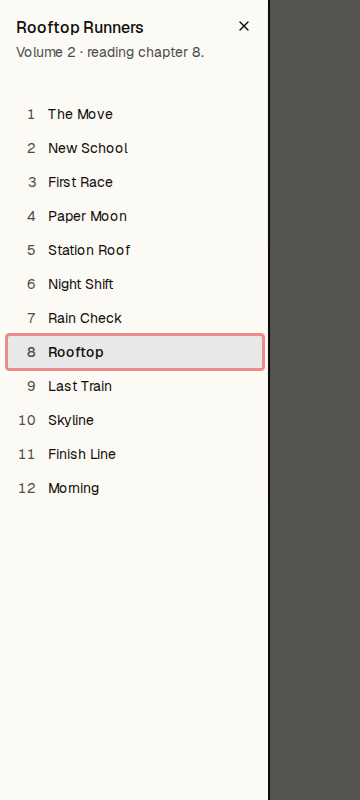 Rooftop Runners
Volume 2 · reading chapter 8.
1 The Move
2 New School
3 First Race
4 Paper Moon
5 Station Roof
6 Night Shift
7 Rain Check
8 Rooftop
9 Last Train
10 Skyline
11 Finish Line
12 Morning